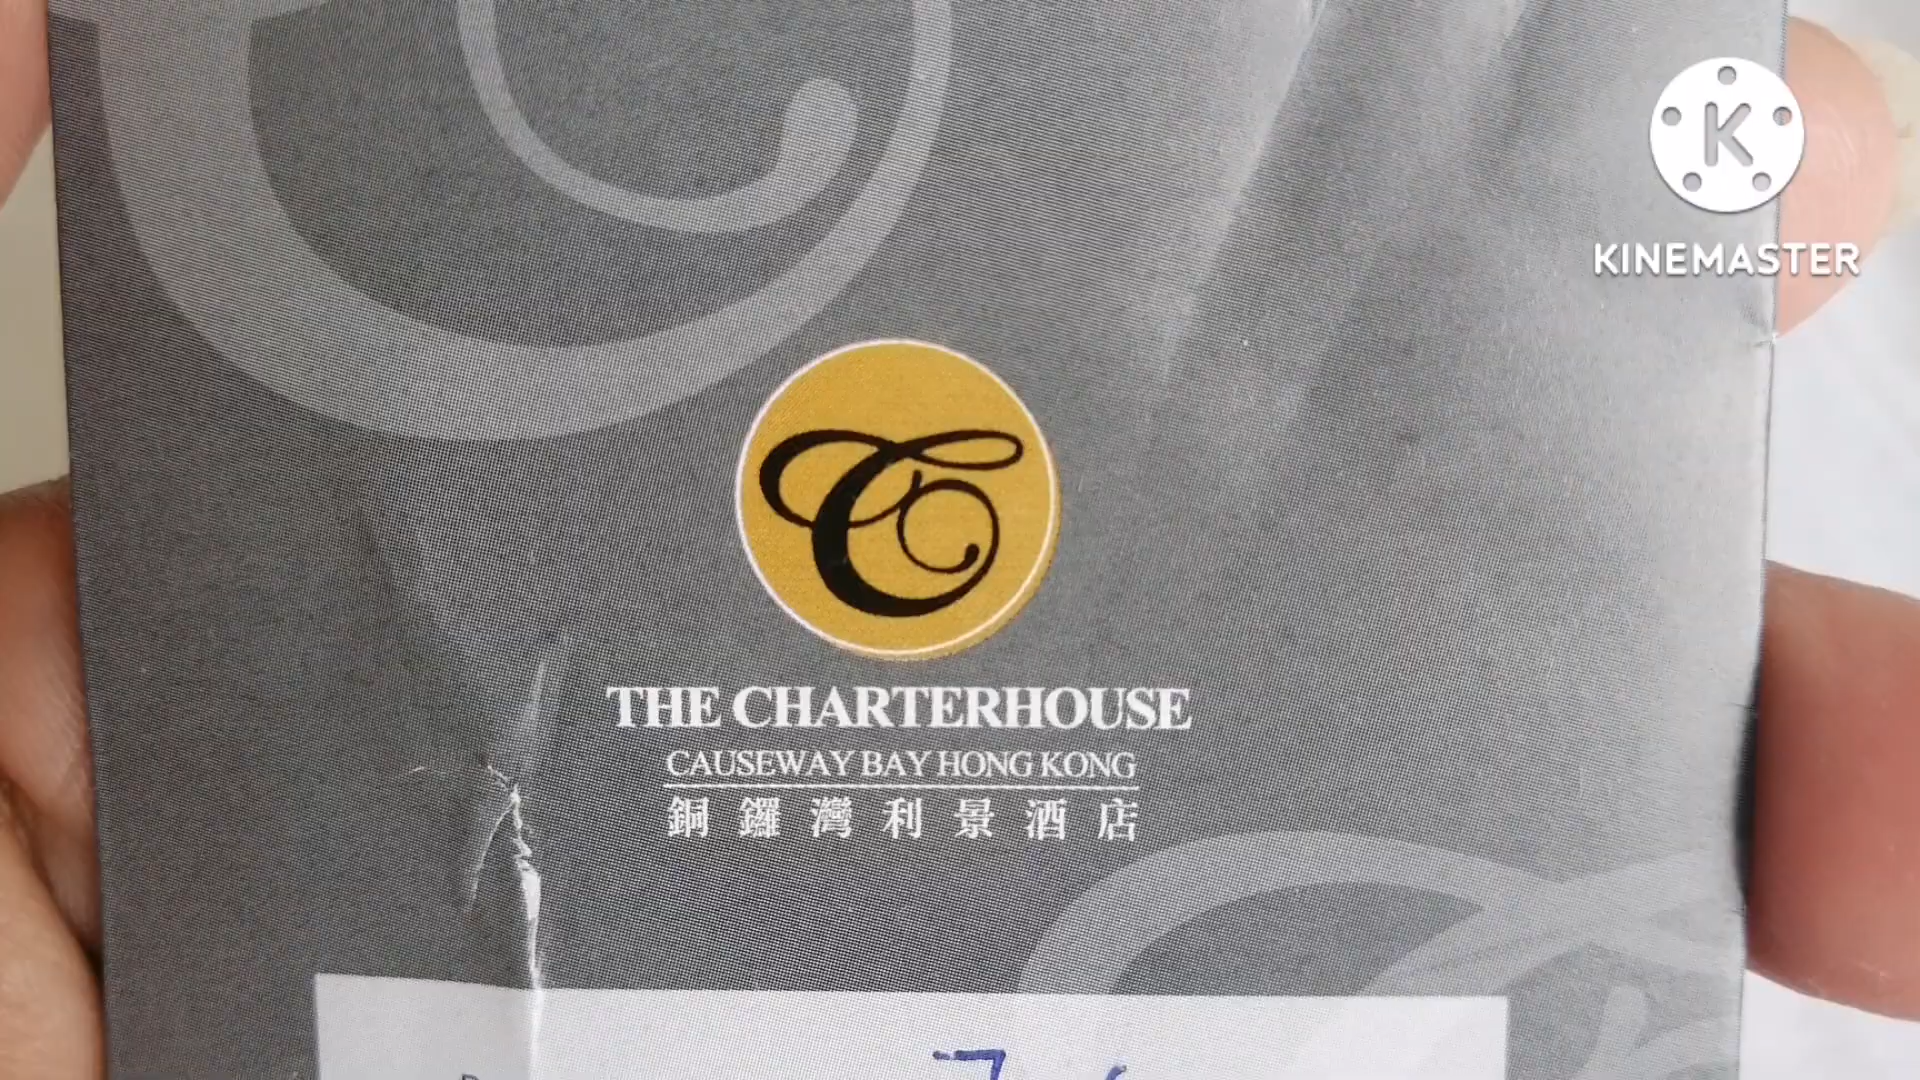 K
KINEMASTER
THE CHARTERHOUSE
CAUSEWAY BAY HONG KONG
銅鑼灣利景酒店